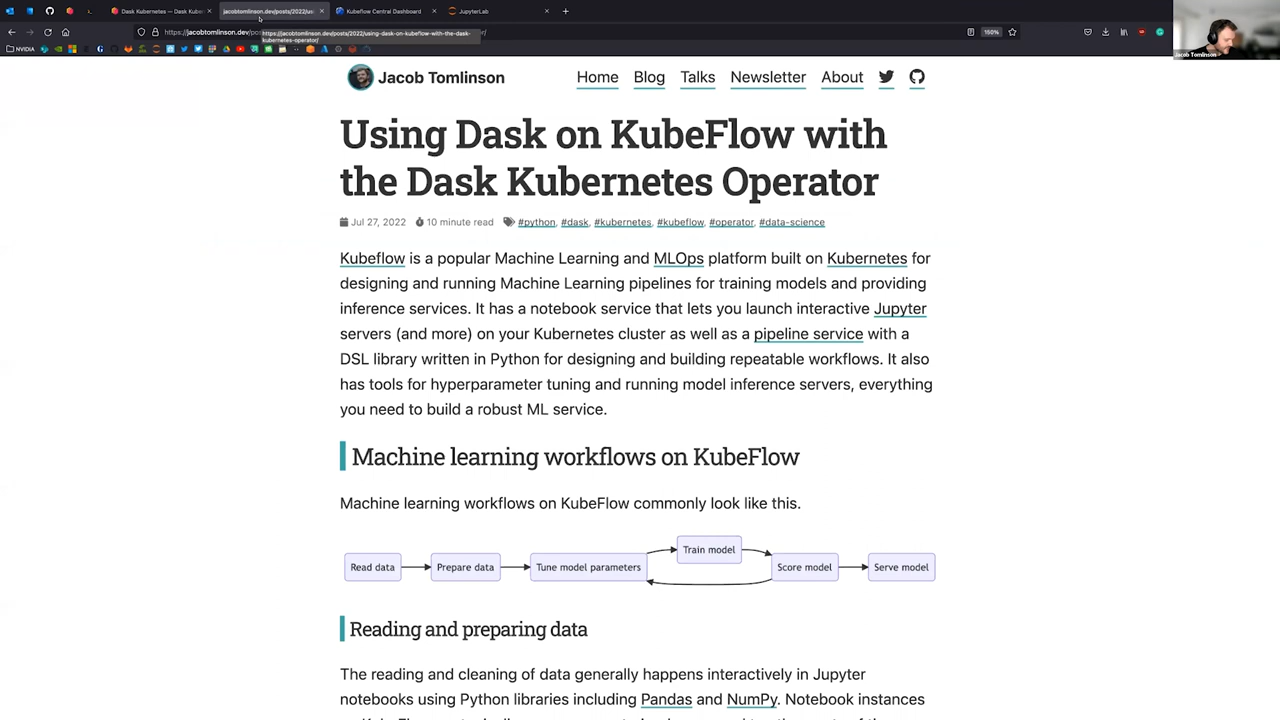 Dask Kubernetes — Dask Kube
jacobtomlinson.dev/posts/2022/us
Kubeflow Central Dashboard
JupyterLab
https://jacobtomlinson.dev/pos
https://jacobtomlinson.dev/posts/2022/using-dask-on-kubeflow-with-the-dask-
kubernetes-operator/
150%
NVIDIA
Jacob Tomlinson
Jacob Tomlinson
Home
Blog
Talks
Newsletter
About
Using Dask on KubeFlow with
the Dask Kubernetes Operator
Jul 27, 2022 10 minute read #python, #dask, #kubernetes, #kubeflow, #operator, #data-science
Kubeflow is a popular Machine Learning and MLOps platform built on Kubernetes for
designing and running Machine Learning pipelines for training models and providing
inference services. It has a notebook service that lets you launch interactive Jupyter
servers (and more) on your Kubernetes cluster as well as a pipeline service with a
DSL library written in Python for designing and building repeatable workflows. It also
has tools for hyperparameter tuning and running model inference servers, everything
you need to build a robust ML service.
Machine learning workflows on KubeFlow
Machine learning workflows on KubeFlow commonly look like this.
Read data
Prepare data
Tune model parameters
Train model
Score model
Serve model
Reading and preparing data
The reading and cleaning of data generally happens interactively in Jupyter
notebooks using Python libraries including Pandas and NumPy. Notebook instances